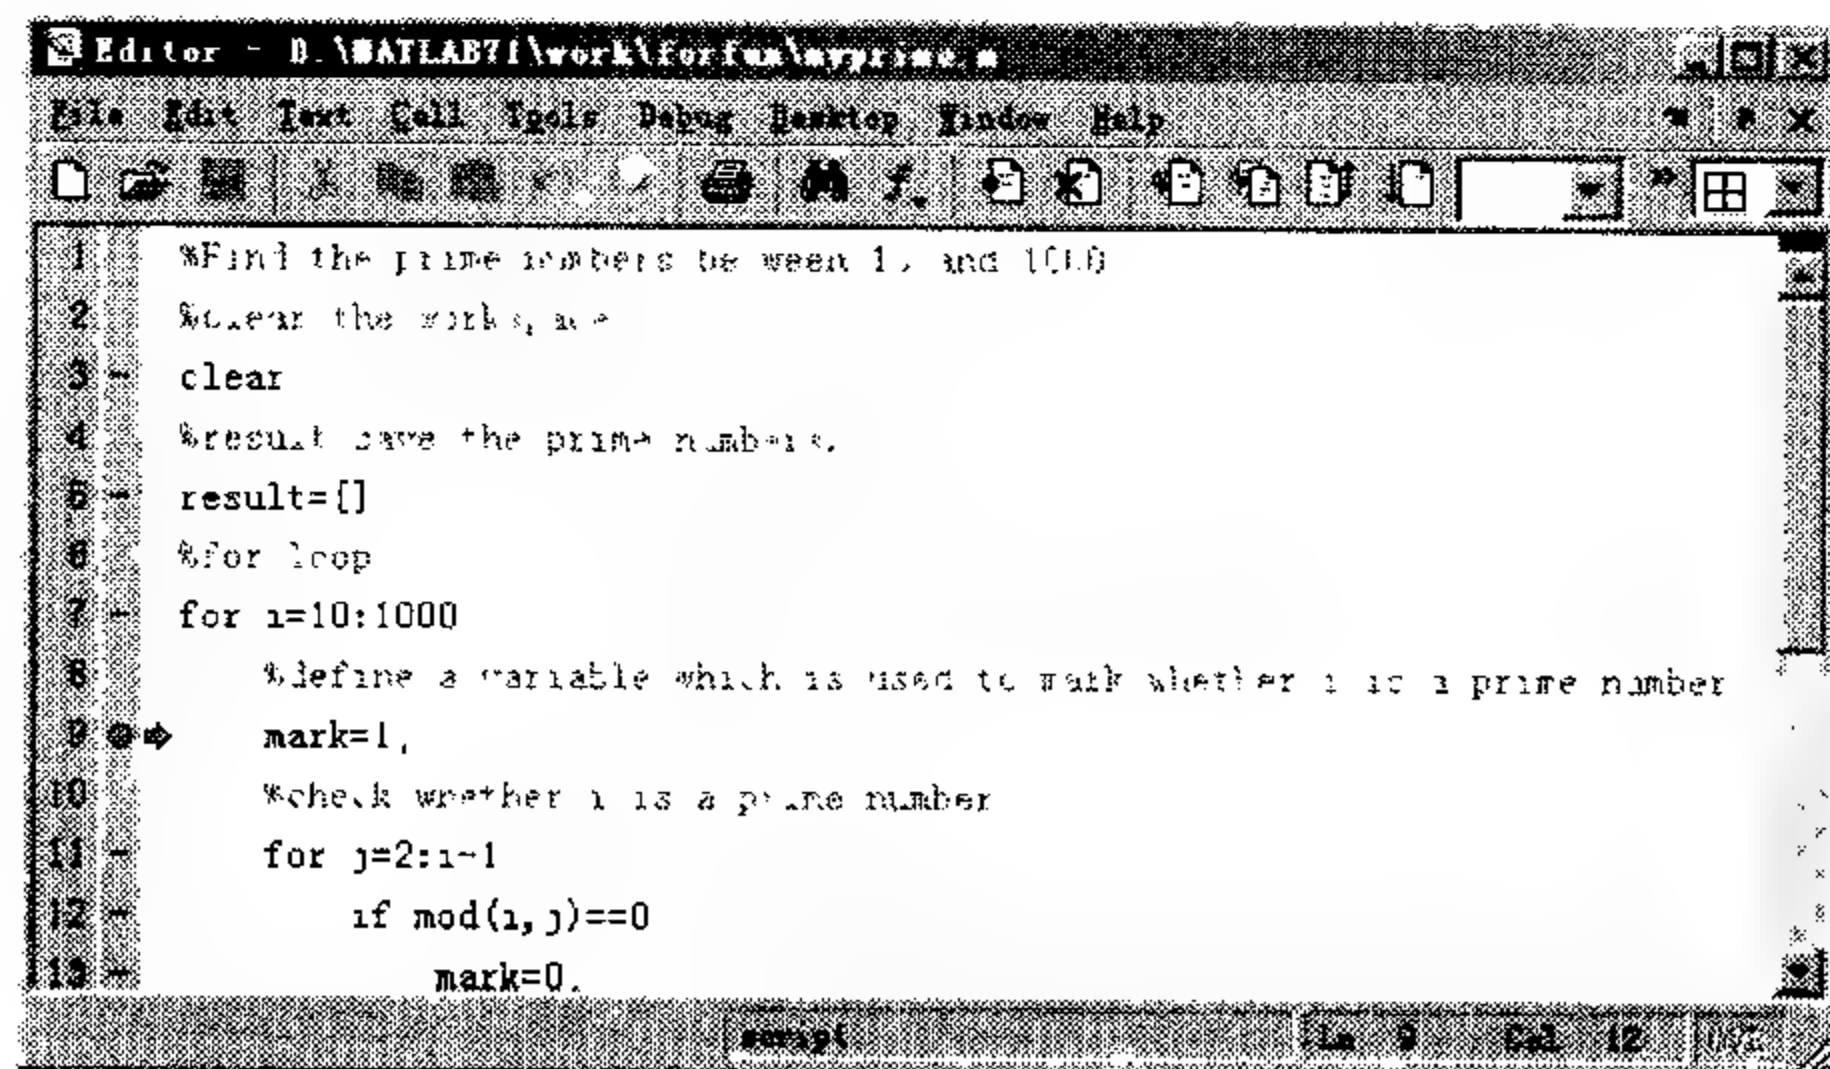 Editor - D:\MATLAB71\work\forfun\myprime.m
File Edit Text Cell Tools Debug Desktop Window Help
1 %Find the prime numbers between 10 and 1000
2 %clear the workspace
3 - clear
4 %result save the prime numbers.
5 - result=[]
6 %for loop
7 - for i=10:1000
8 %define a variable which is used to mark whether i is a prime number
9 mark=1;
10 %check whether i is a prime number
11 - for j=2:i-1
12 - if mod(i,j)==0
13 - mark=0;
script Ln 9 Col 12 OVR